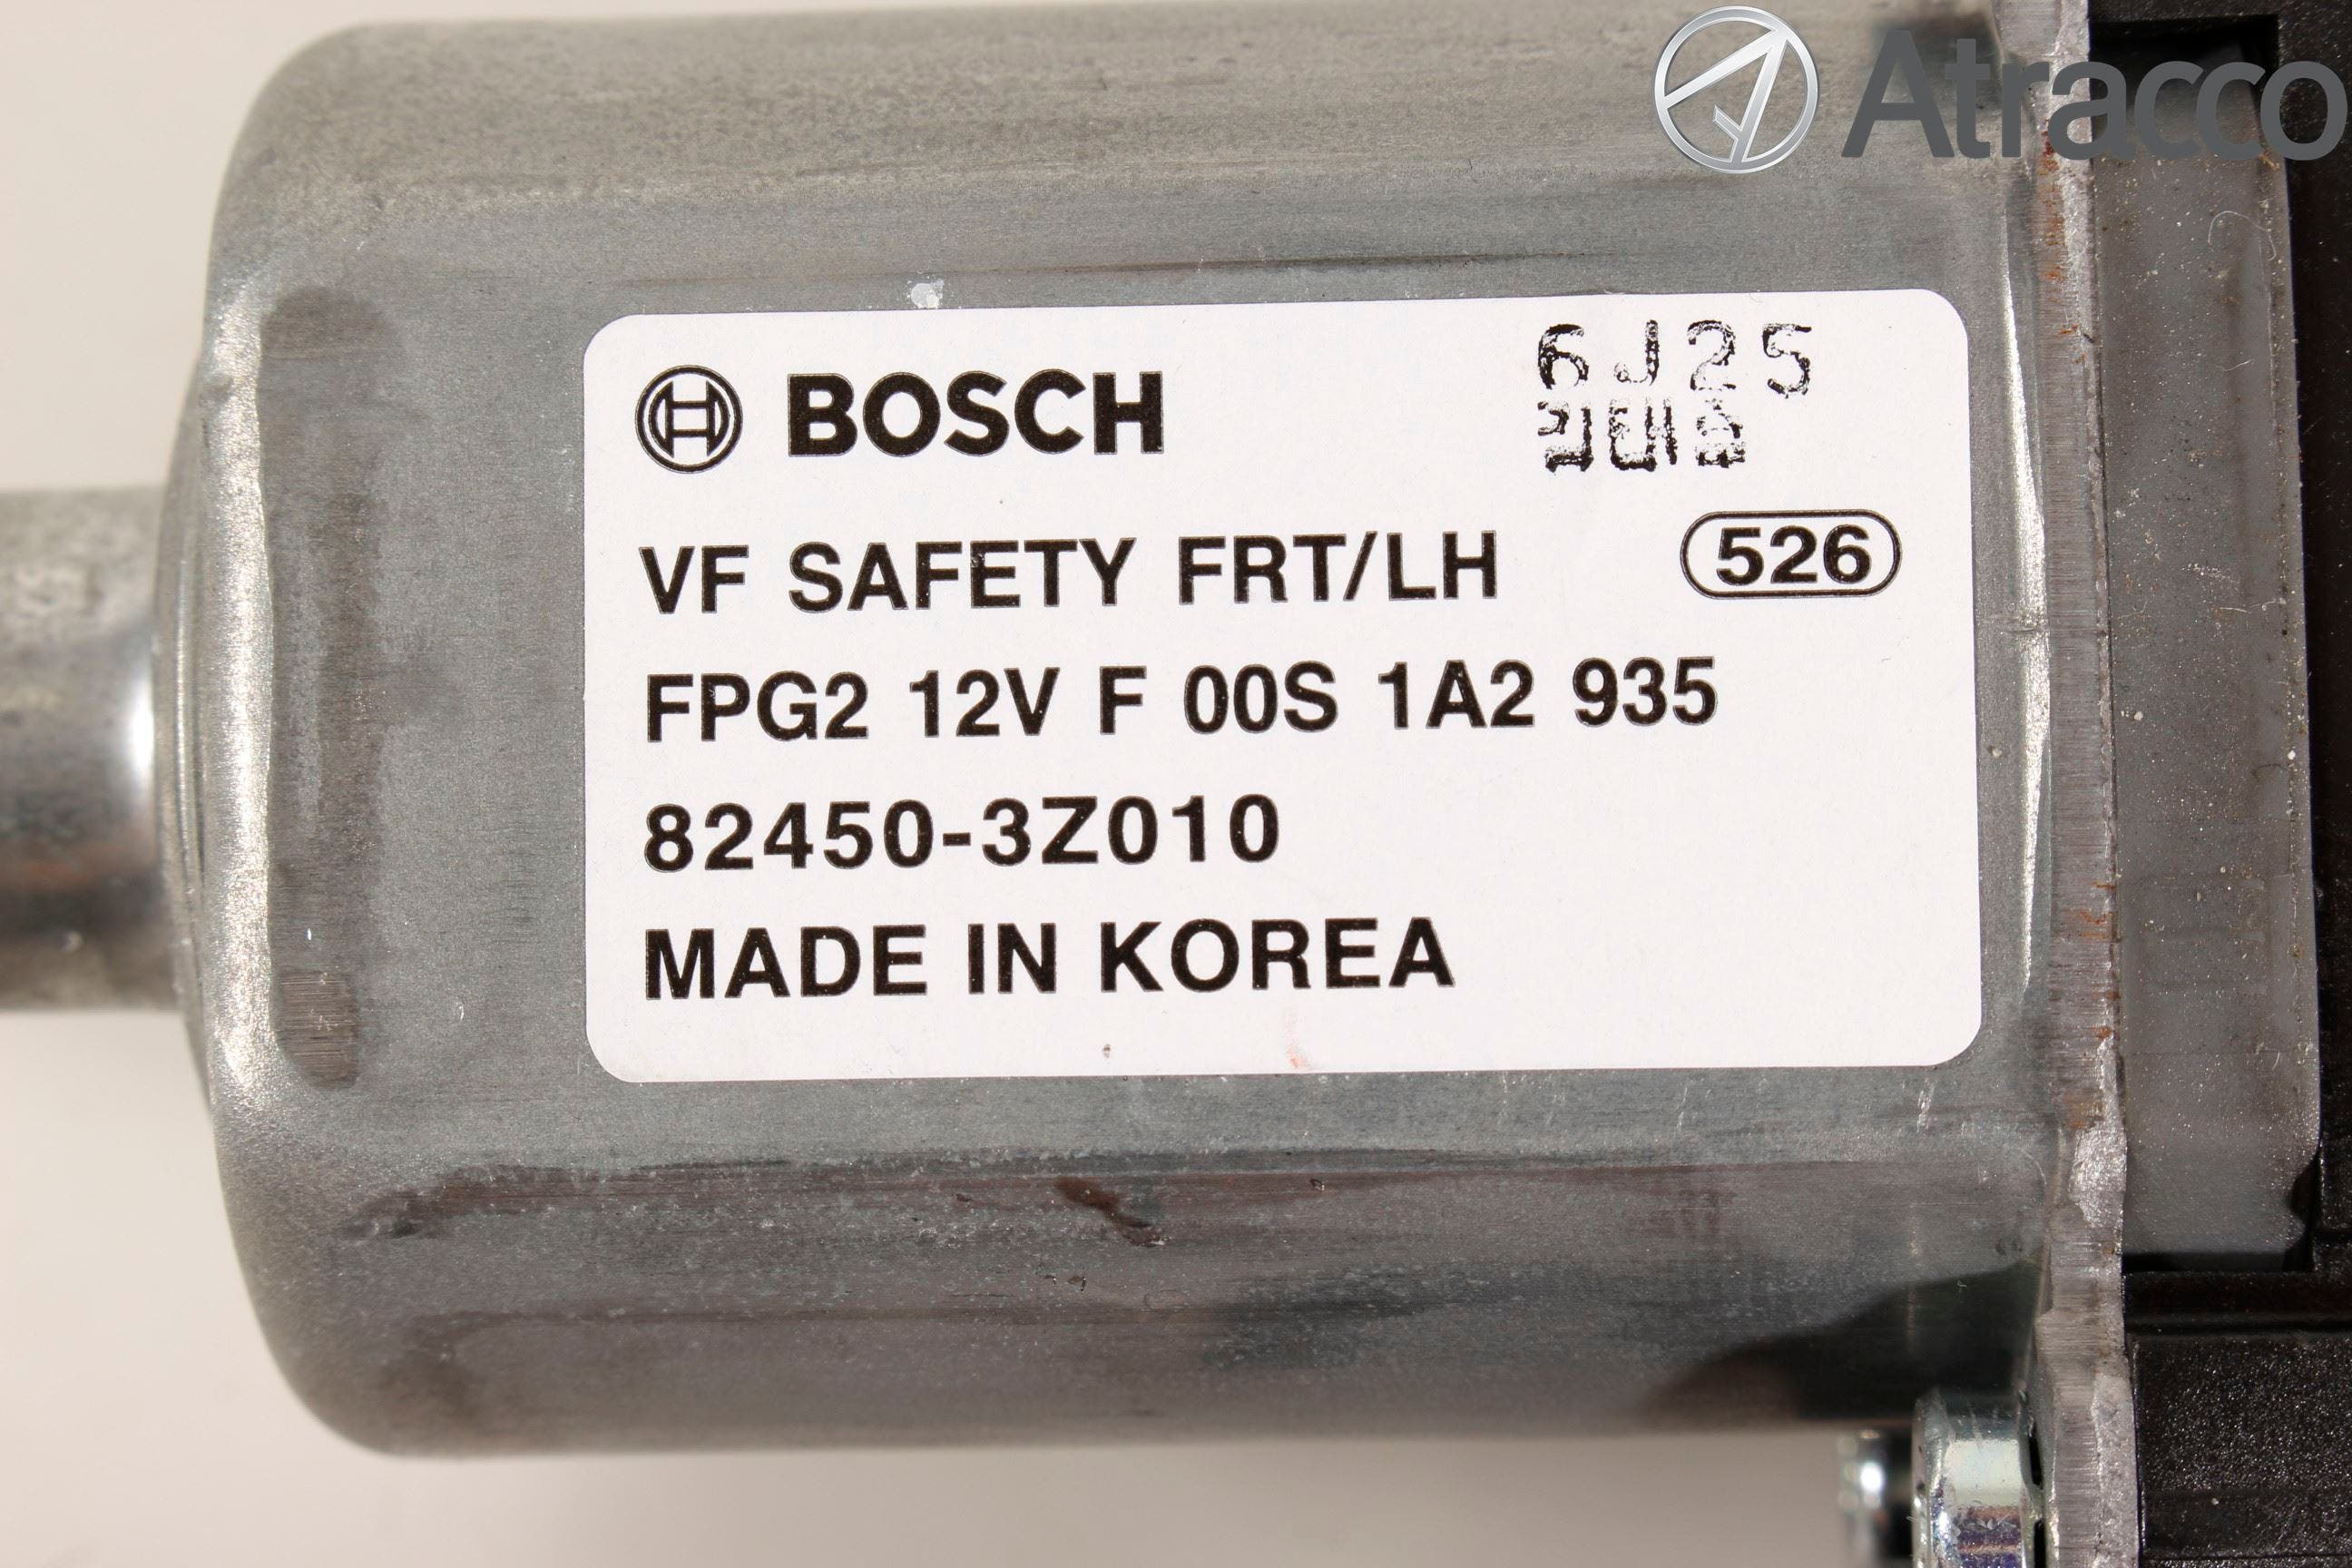 Atracco
BOSCH
6J25
VF SAFETY FRT/LH
526
FPG2 12V F 00S 1A2 935
82450-3Z010
MADE IN KOREA